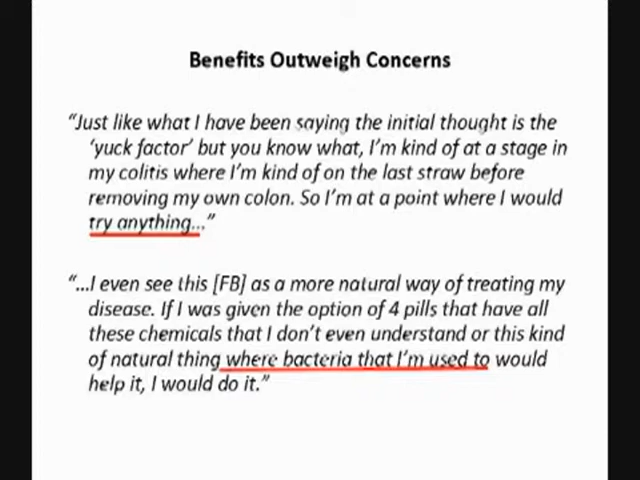 Benefits Outweigh Concerns
“Just like what I have been saying the initial thought is the
‘yuck factor’ but you know what, I’m kind of at a stage in
my colitis where I’m kind of on the last straw before
removing my own colon. So I’m at a point where I would
try anything...”
“...I even see this [FB] as a more natural way of treating my
disease. If I was given the option of 4 pills that have all
these chemicals that I don’t even understand or this kind
of natural thing where bacteria that I’m used to would
help it, I would do it.”